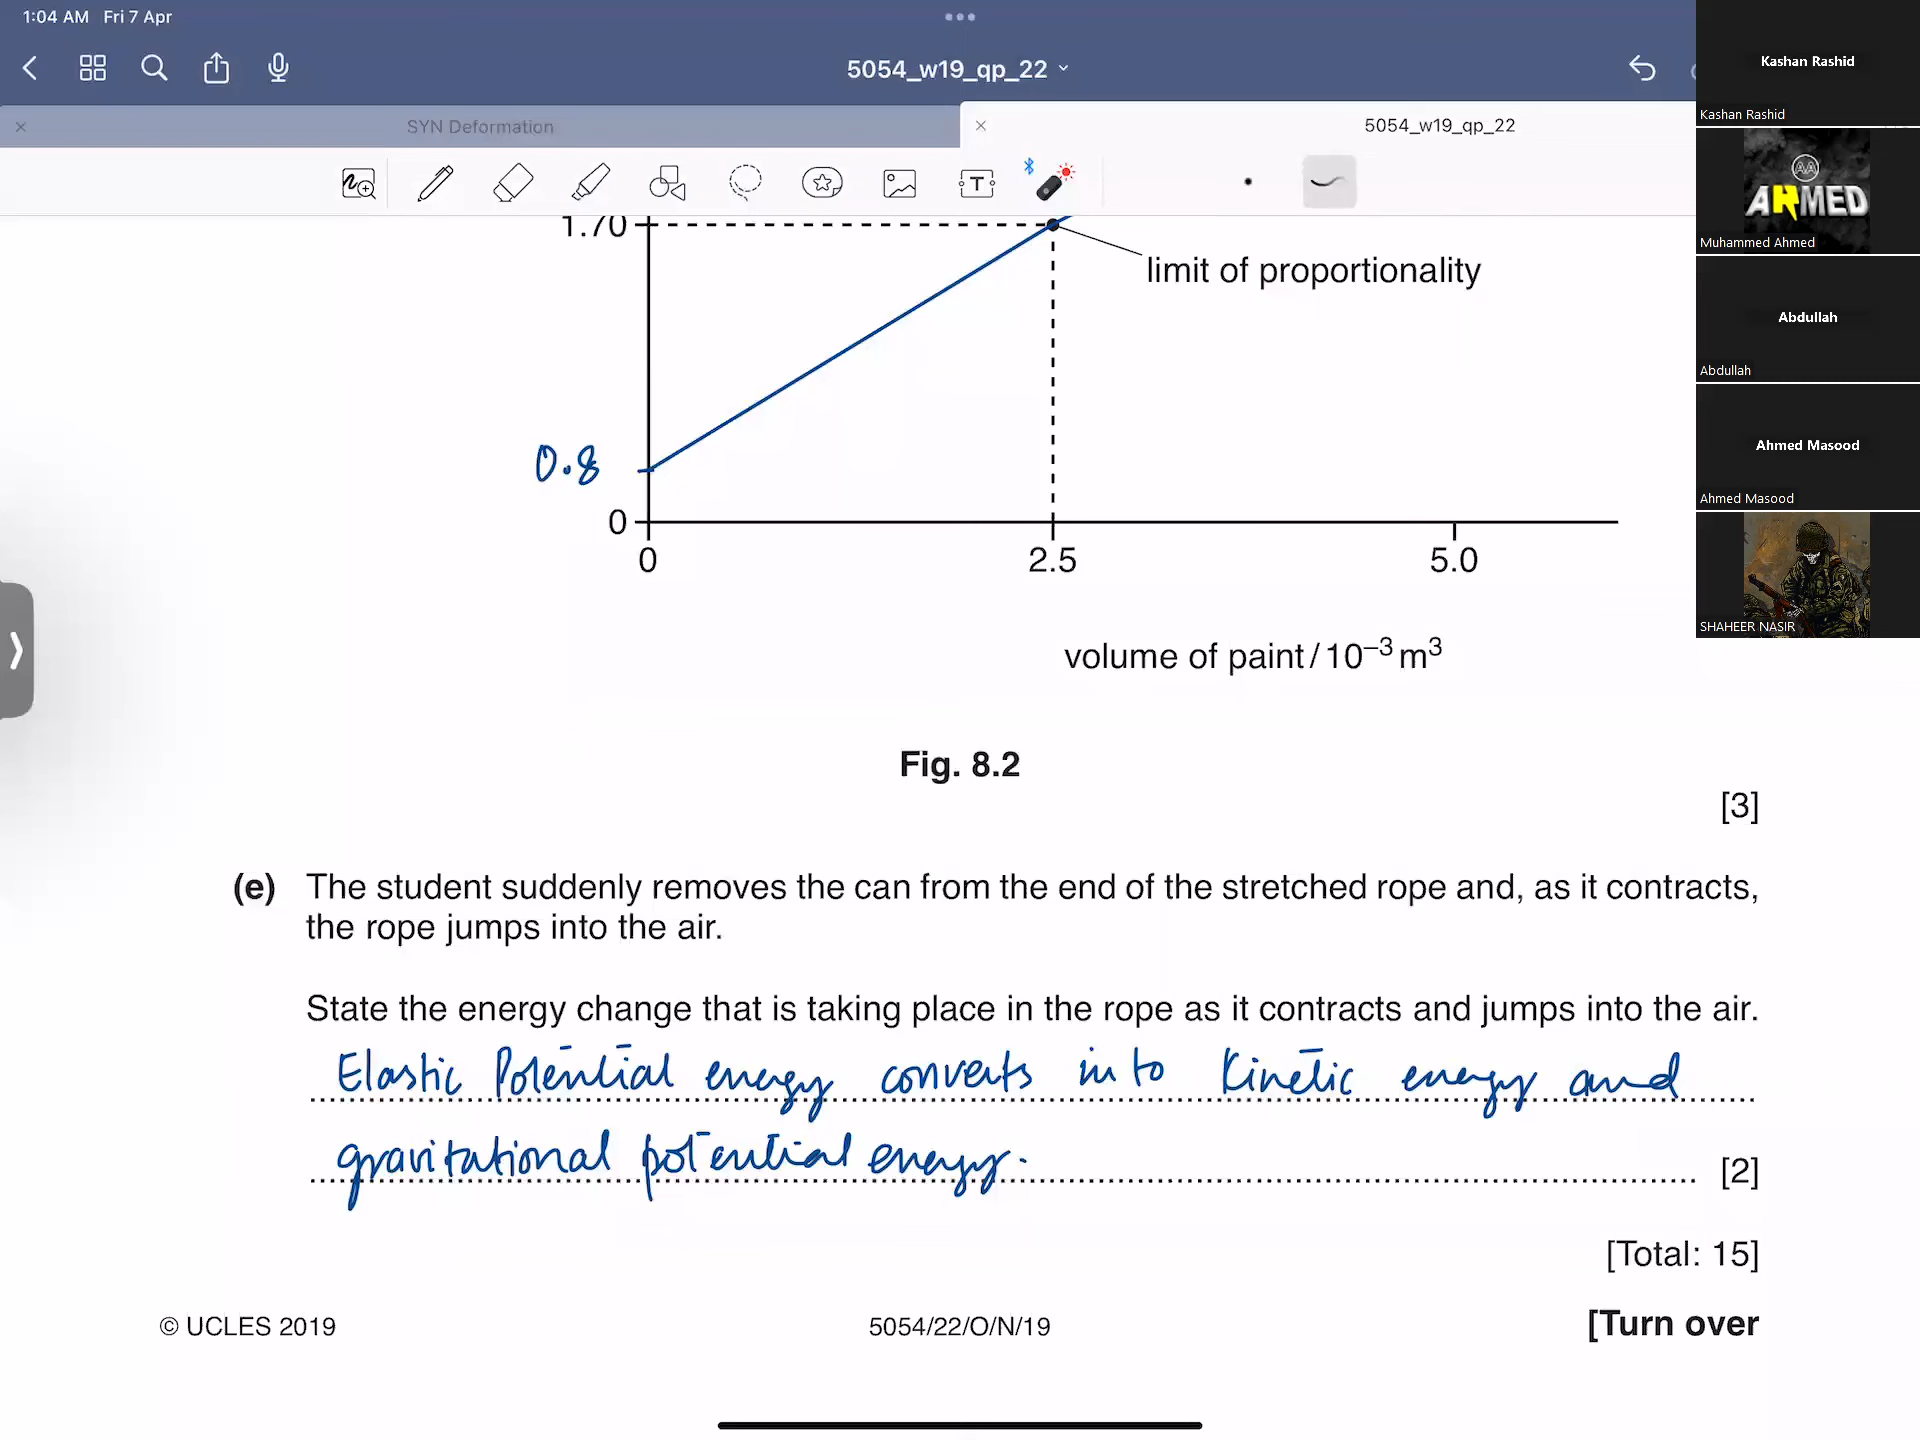 1:04 AM Fri 7 Apr
5054_w19_qp_22
SYN Deformation
5054_w19_qp_22
Kashan Rashid
Kashan Rashid
AA
ARMED
Muhammed Ahmed
Abdullah
Abdullah
Ahmed Masood
Ahmed Masood
SHAHEER NASIR
T
1.70
limit of proportionality
0.8
0
0
2.5
5.0
volume of paint / 10⁻³ m³
Fig. 8.2
[3]
(e) The student suddenly removes the can from the end of the stretched rope and, as it contracts,
the rope jumps into the air.
State the energy change that is taking place in the rope as it contracts and jumps into the air.
Elastic Potential energy converts into Kinetic energy and
gravitational potential energy.
[2]
[Total: 15]
© UCLES 2019
5054/22/O/N/19
[Turn over